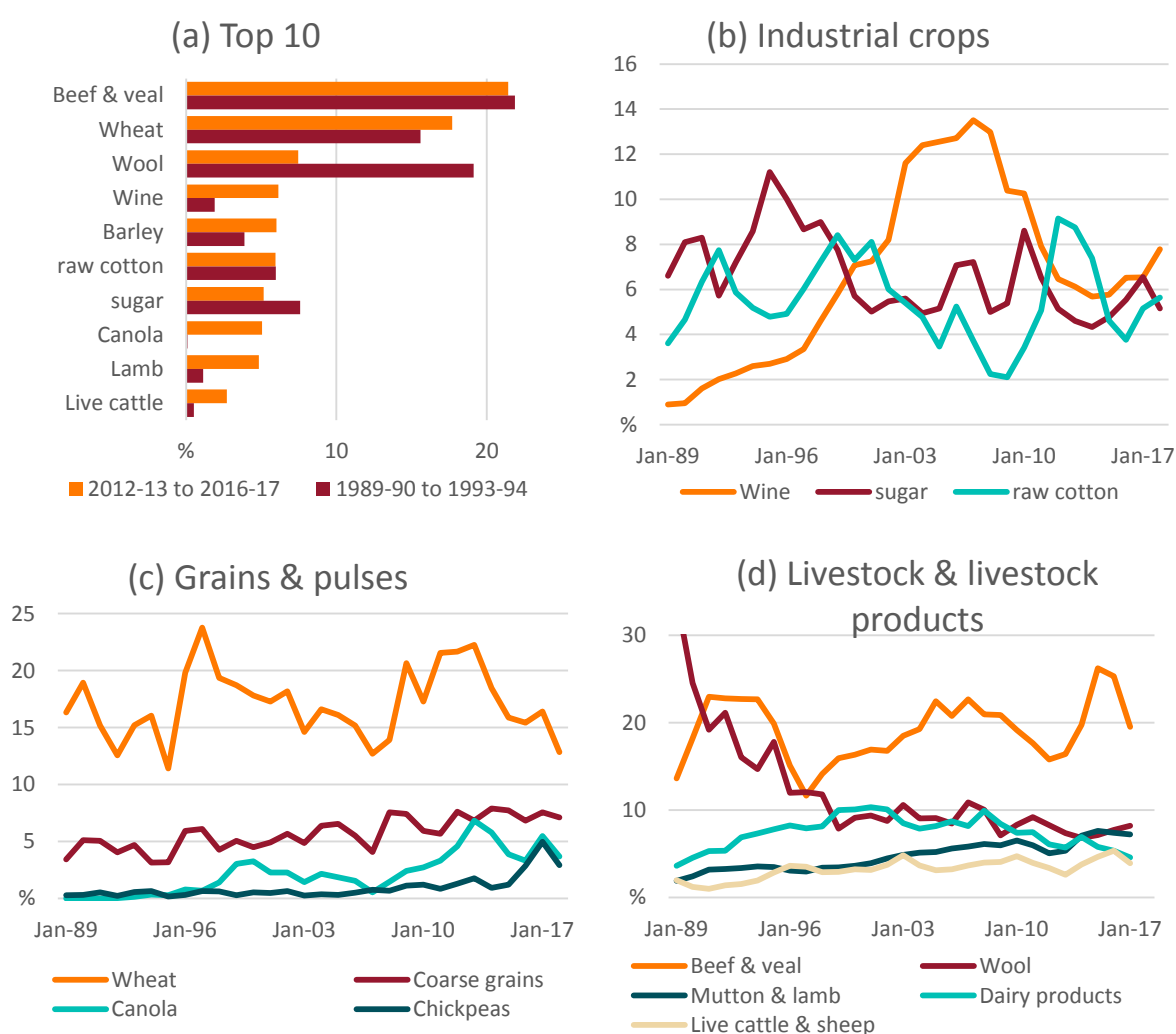 (a) Top 10
Beef & veal
Wheat
Wool
Wine
Barley
raw cotton
sugar
Canola
Lamb
Live cattle
% 10 20
2012-13 to 2016-17 1989-90 to 1993-94
(b) Industrial crops
16
14
12
10
8
6
4
2
%
Jan-89 Jan-96 Jan-03 Jan-10 Jan-17
Wine sugar raw cotton
(c) Grains & pulses
25
20
15
10
5
%
Jan-89 Jan-96 Jan-03 Jan-10 Jan-17
Wheat Coarse grains
Canola Chickpeas
(d) Livestock & livestock
products
30
20
10
%
Jan-89 Jan-96 Jan-03 Jan-10 Jan-17
Beef & veal Wool
Mutton & lamb Dairy products
Live cattle & sheep